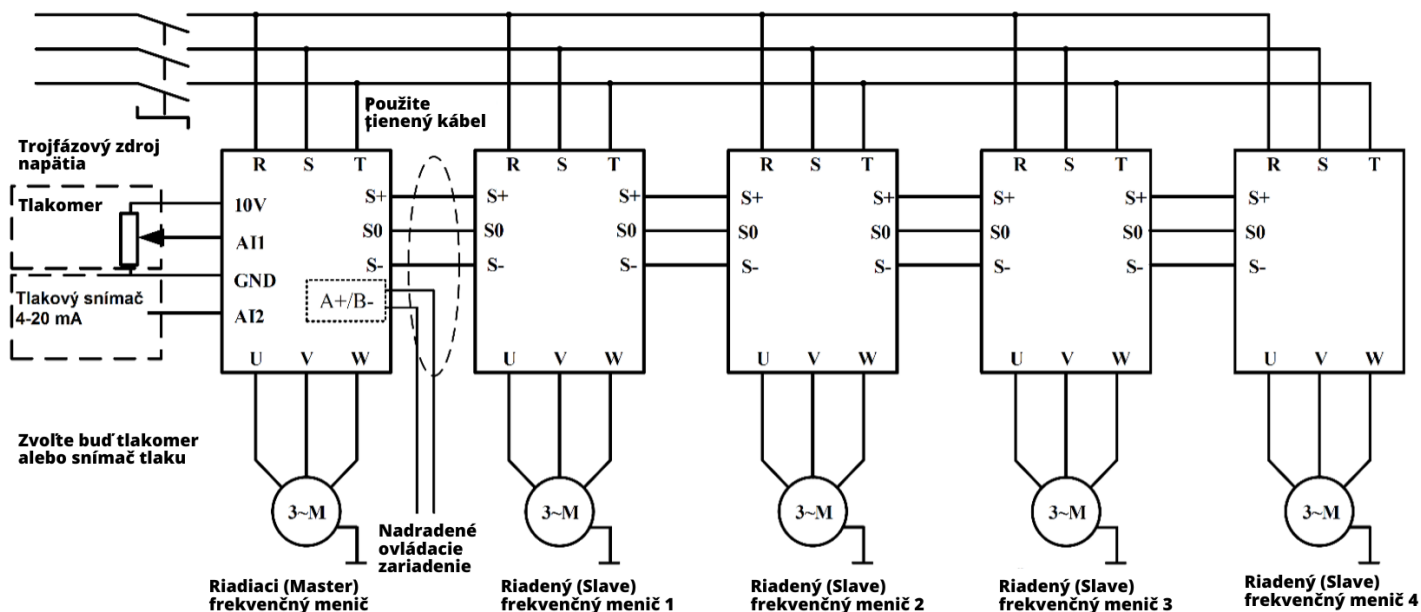 Použite
ţienený kábel
Trojfázový zdroj
napätia
R S T
R S T
R S T
R S T
R S T
Tlakomer
10V
AI1
GND
Tlakový snímač
4-20 mA
AI2
S+
S0
S-
A+/B-
S+
S0
S-
S+
S0
S-
S+
S0
S-
S+
S0
S-
S+
S0
S-
S+
S0
S-
S+
S0
S-
U V W
U V W
U V W
U V W
U V W
Zvoľte buď tlakomer
alebo snímač tlaku
3~M
3~M
3~M
3~M
3~M
Nadradené
ovládacie
zariadenie
Riadiaci (Master)
frekvenčný menič
Riadený (Slave)
frekvenčný menič 1
Riadený (Slave)
frekvenčný menič 2
Riadený (Slave)
frekvenčný menič 3
Riadený (Slave)
frekvenčný menič 4